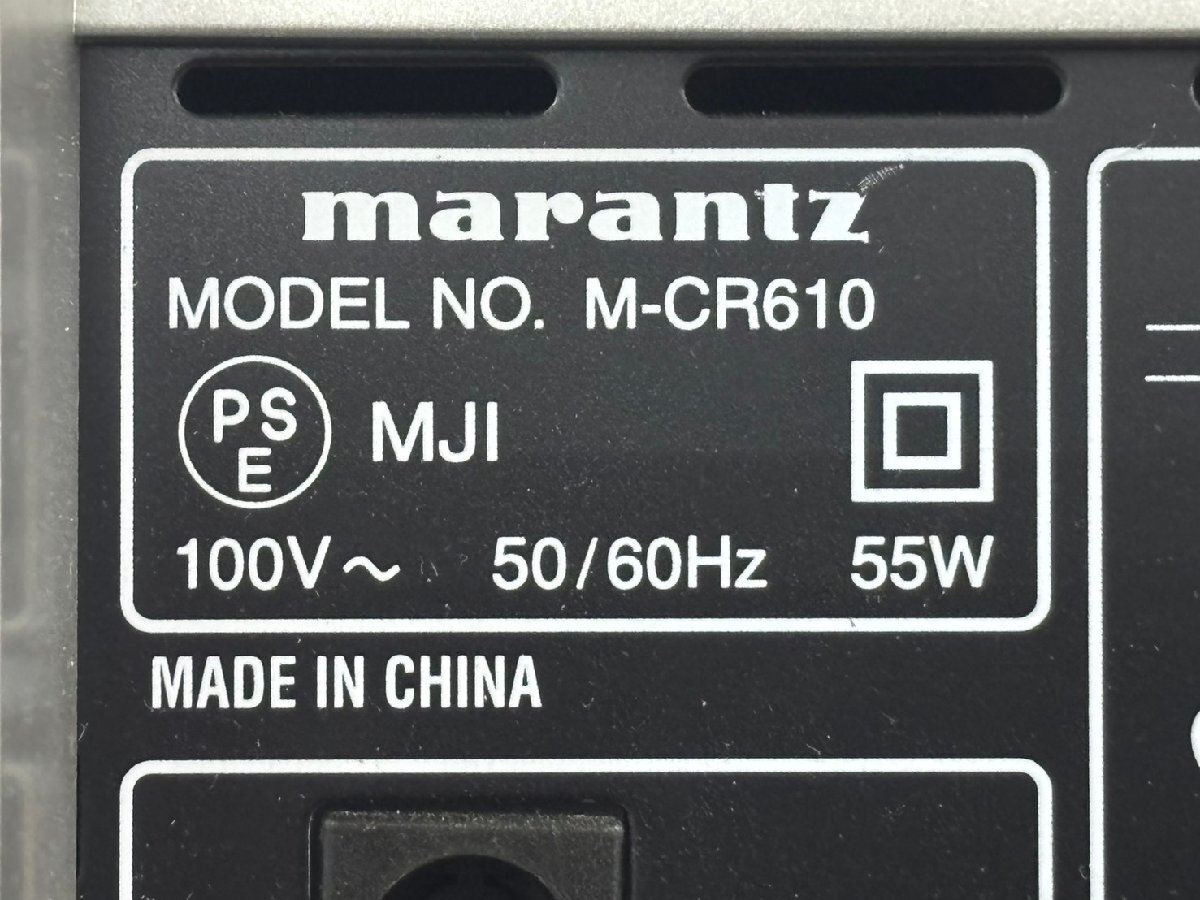 marantz
MODEL NO. M-CR610
PS
E
MJI
100V～ 50/60Hz 55W
MADE IN CHINA